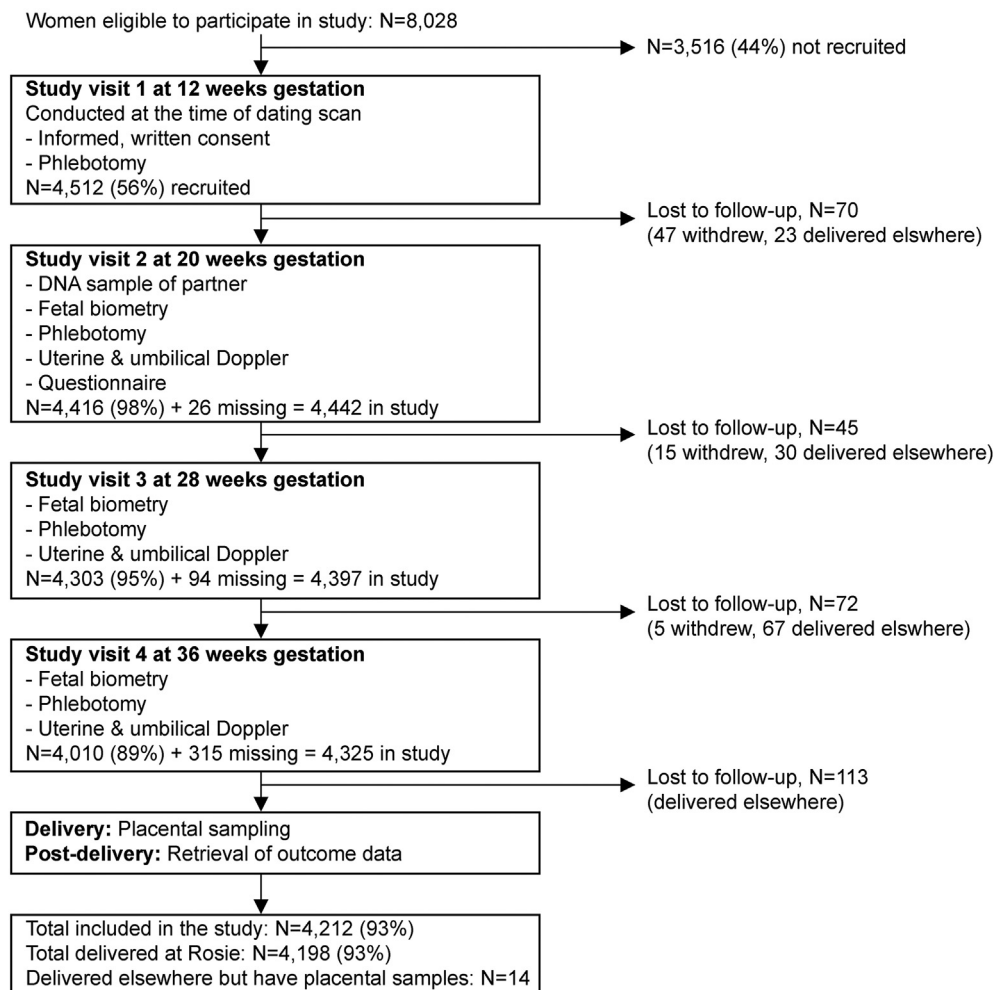 Women eligible to participate in study: N=8,028
N=3,516 (44%) not recruited
Study visit 1 at 12 weeks gestation
Conducted at the time of dating scan
- Informed, written consent
- Phlebotomy
N=4,512 (56%) recruited
Lost to follow-up, N=70
(47 withdrew, 23 delivered elswhere)
Study visit 2 at 20 weeks gestation
- DNA sample of partner
- Fetal biometry
- Phlebotomy
- Uterine & umbilical Doppler
- Questionnaire
N=4,416 (98%) + 26 missing = 4,442 in study
Lost to follow-up, N=45
(15 withdrew, 30 delivered elsewhere)
Study visit 3 at 28 weeks gestation
- Fetal biometry
- Phlebotomy
- Uterine & umbilical Doppler
N=4,303 (95%) + 94 missing = 4,397 in study
Lost to follow-up, N=72
(5 withdrew, 67 delivered elswhere)
Study visit 4 at 36 weeks gestation
- Fetal biometry
- Phlebotomy
- Uterine & umbilical Doppler
N=4,010 (89%) + 315 missing = 4,325 in study
Lost to follow-up, N=113
(delivered elsewhere)
Delivery: Placental sampling
Post-delivery: Retrieval of outcome data
Total included in the study: N=4,212 (93%)
Total delivered at Rosie: N=4,198 (93%)
Delivered elsewhere but have placental samples: N=14